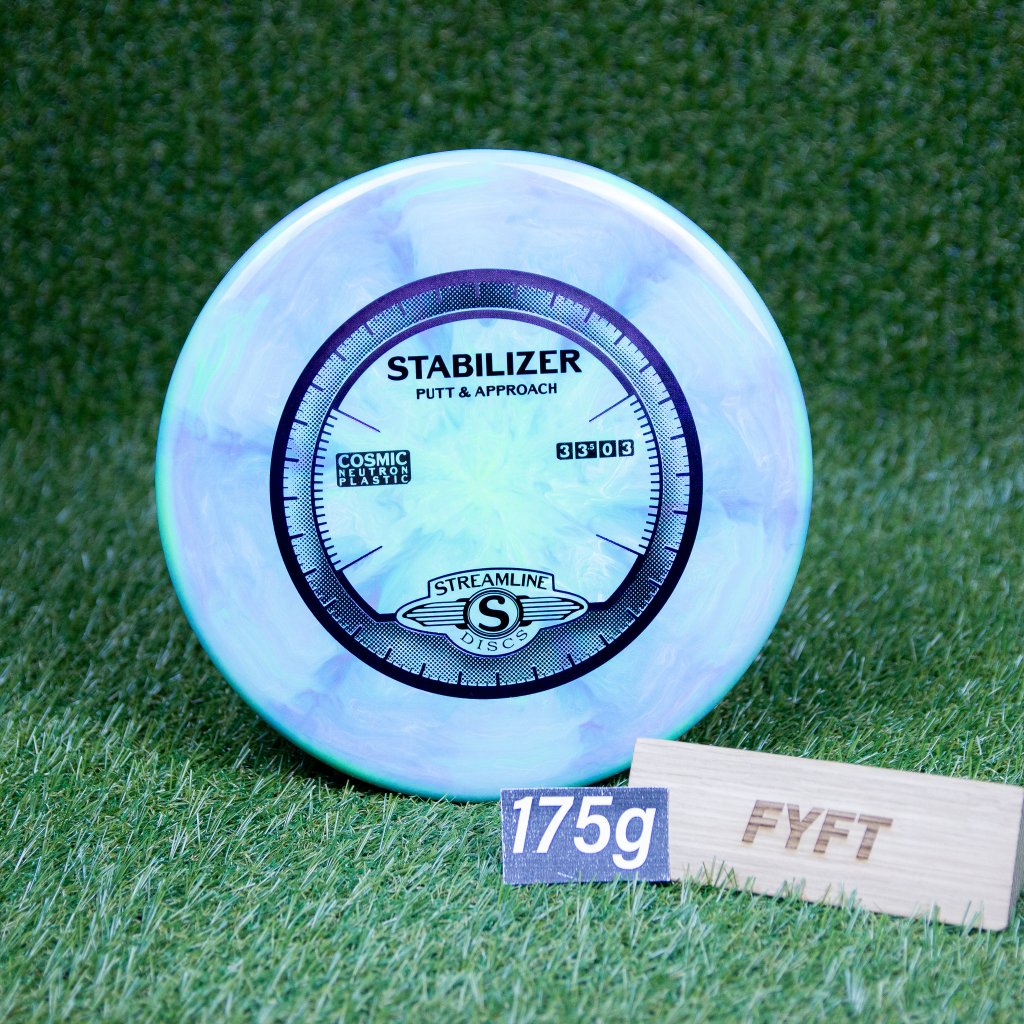 STABILIZER
PUTT & APPROACH
COSMIC
NEUTRON
PLASTIC
3 3.5 0 3
STREAMLINE
S
DISCS
175g
FYFT